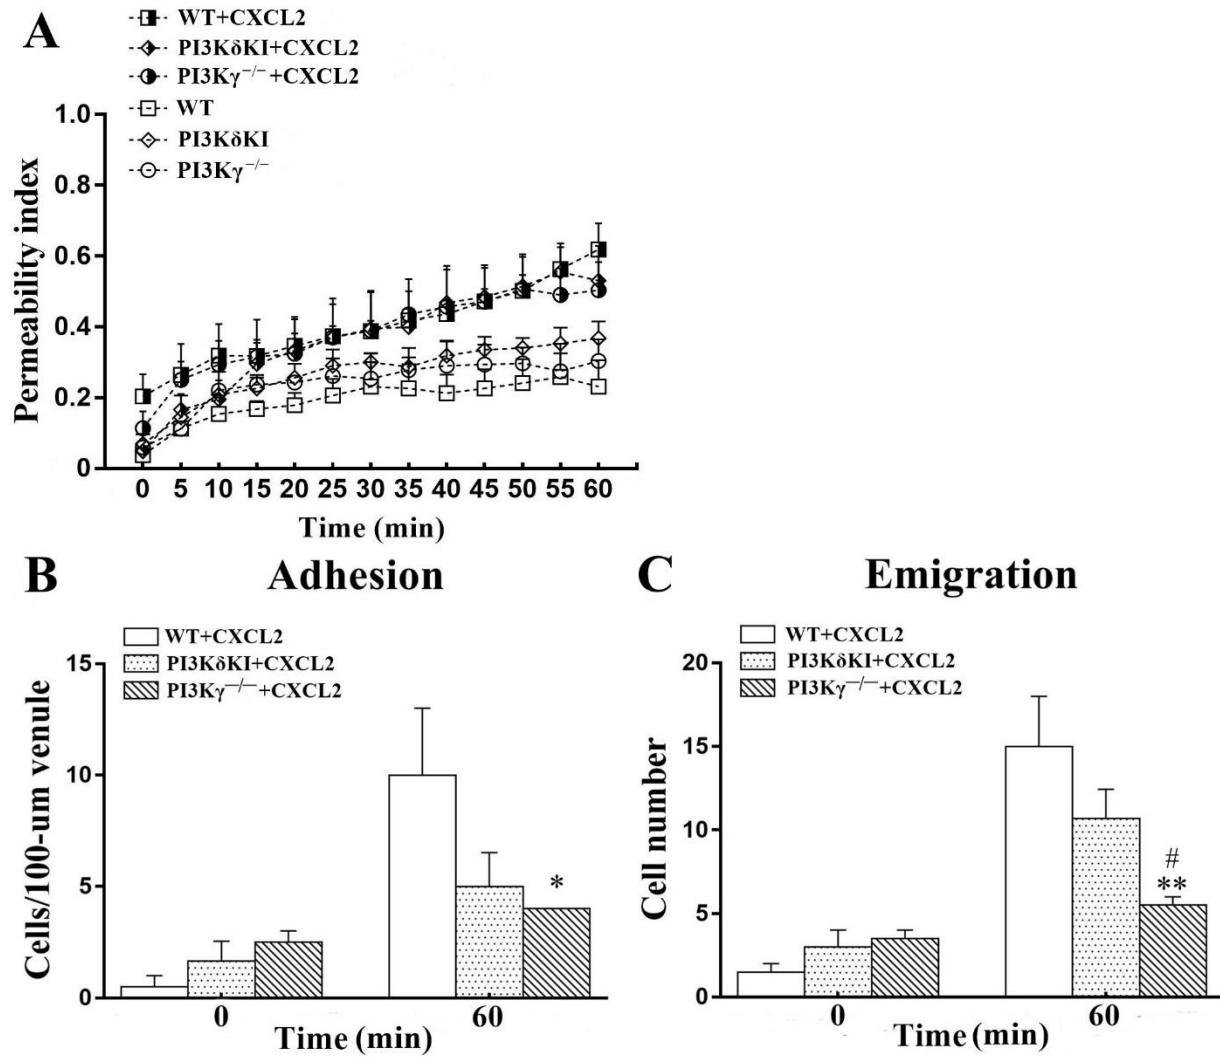 A
WT+CXCL2
PI3KδKI+CXCL2
PI3Kγ−/−+CXCL2
WT
PI3KδKI
PI3Kγ−/−
Permeability index
1.0
0.8
0.6
0.4
0.2
0
0 5 10 15 20 25 30 35 40 45 50 55 60
Time (min)
B
Adhesion
WT+CXCL2
PI3KδKI+CXCL2
PI3Kγ−/−+CXCL2
Cells/100-um venule
15
10
5
0
*
0 60
Time (min)
C
Emigration
WT+CXCL2
PI3KδKI+CXCL2
PI3Kγ−/−+CXCL2
Cell number
20
15
10
5
0
#
**
0 60
Time (min)